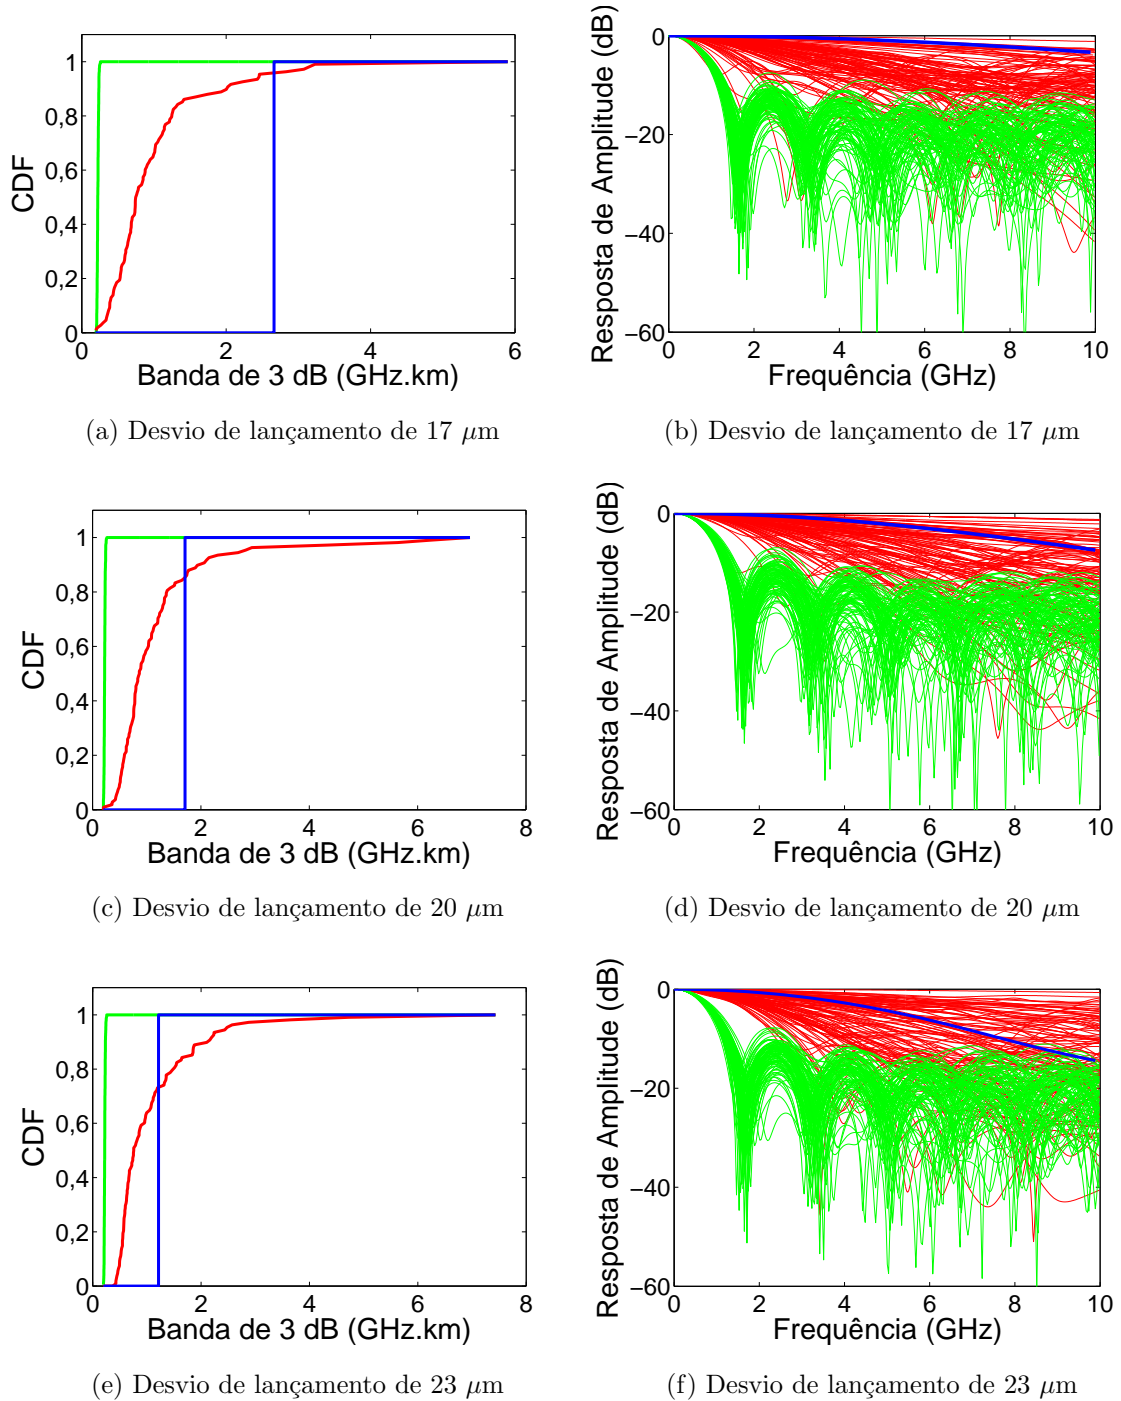 1
0,8
0,6
0,4
0,2
0
0 2 4 6
CDF
Banda de 3 dB (GHz.km)
(a) Desvio de lançamento de 17 μm
0
−20
−40
−60
0 2 4 6 8 10
Resposta de Amplitude (dB)
Frequência (GHz)
(b) Desvio de lançamento de 17 μm
1
0,8
0,6
0,4
0,2
0
0 2 4 6 8
CDF
Banda de 3 dB (GHz.km)
(c) Desvio de lançamento de 20 μm
0
−20
−40
−60
0 2 4 6 8 10
Resposta de Amplitude (dB)
Frequência (GHz)
(d) Desvio de lançamento de 20 μm
1
0,8
0,6
0,4
0,2
0
0 2 4 6 8
CDF
Banda de 3 dB (GHz.km)
(e) Desvio de lançamento de 23 μm
0
−20
−40
−60
0 2 4 6 8 10
Resposta de Amplitude (dB)
Frequência (GHz)
(f) Desvio de lançamento de 23 μm